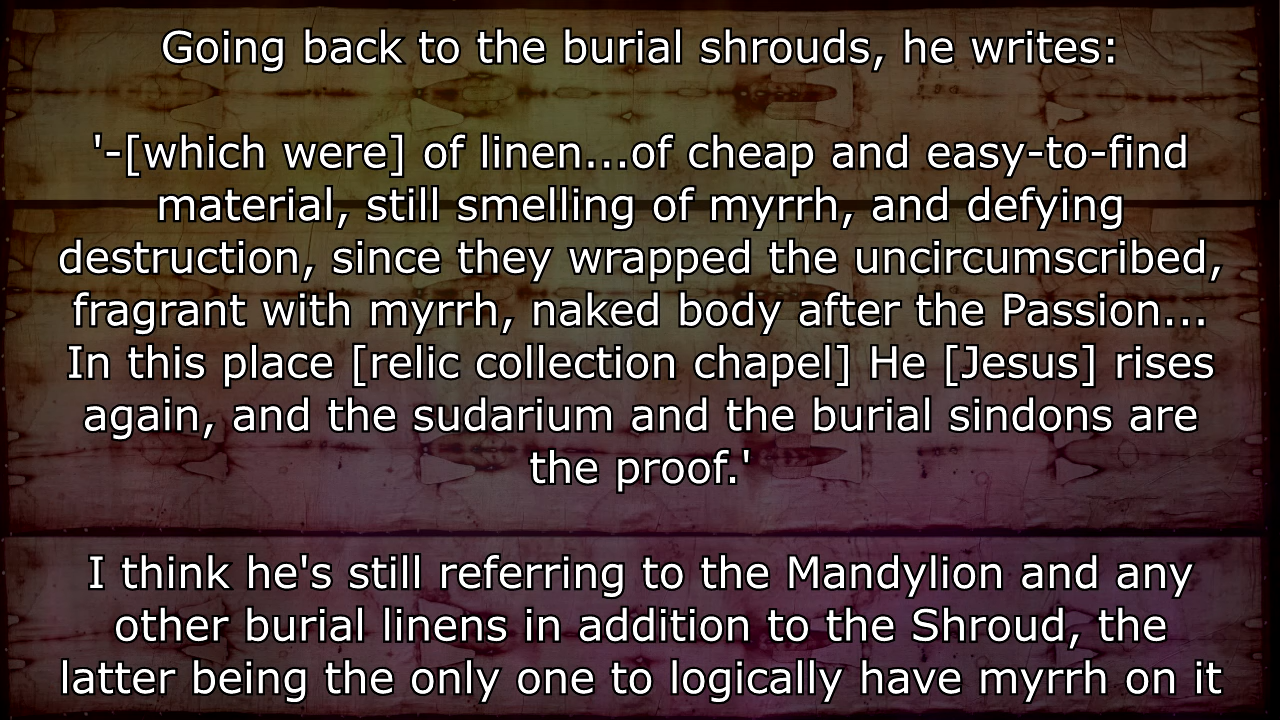 Going back to the burial shrouds, he writes:
'-[which were] of linen...of cheap and easy-to-find
material, still smelling of myrrh, and defying
destruction, since they wrapped the uncircumscribed,
fragrant with myrrh, naked body after the Passion...
In this place [relic collection chapel] He [Jesus] rises
again, and the sudarium and the burial sindons are
the proof.'
I think he's still referring to the Mandylion and any
other burial linens in addition to the Shroud, the
latter being the only one to logically have myrrh on it